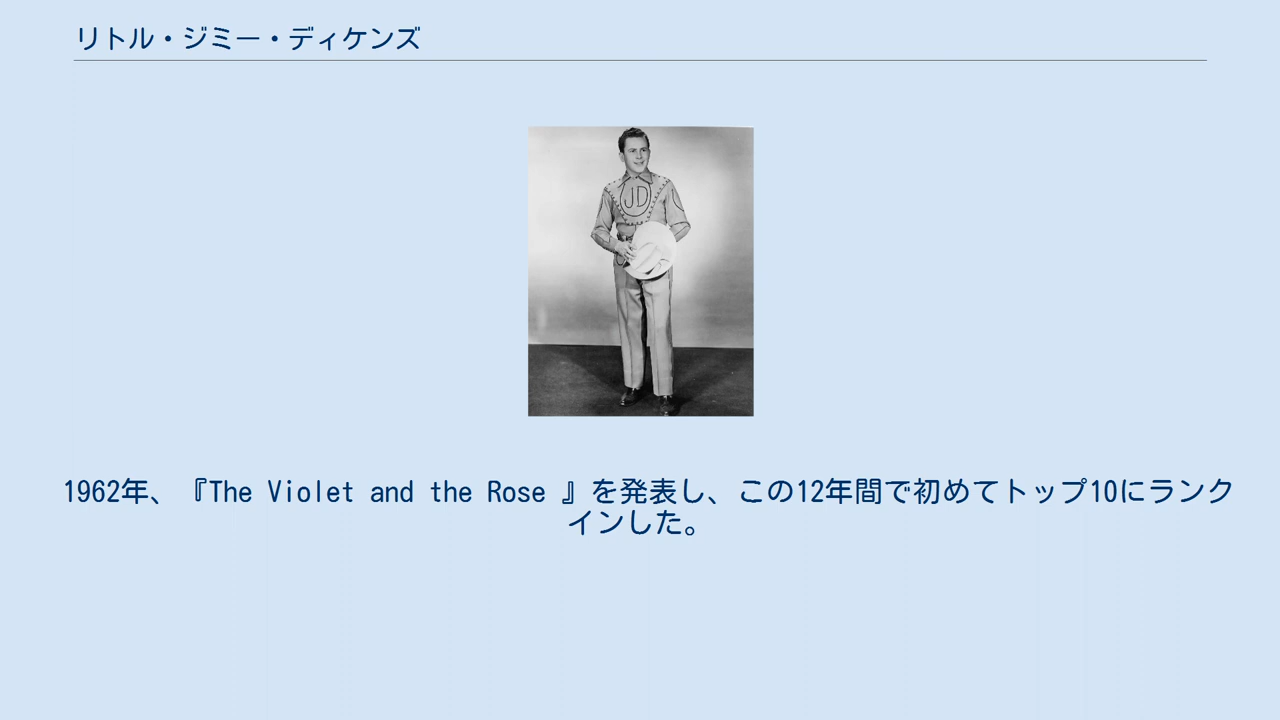 リトル・ジミー・ディケンズ
JD
1962年、『The Violet and the Rose 』を発表し、この12年間で初めてトップ10にランク
インした。